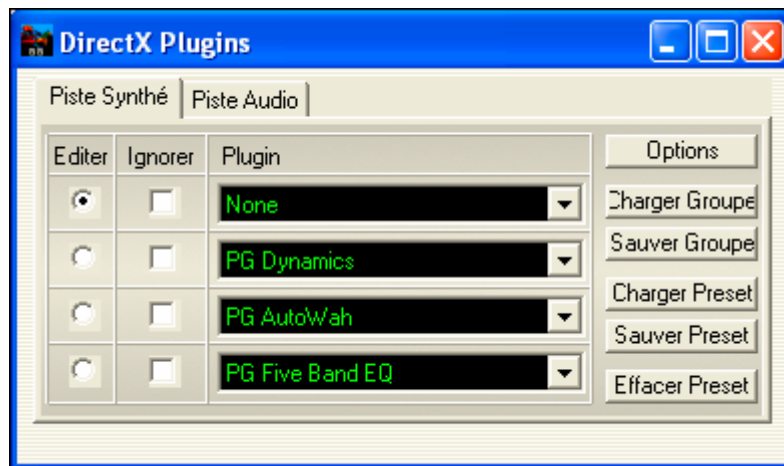 DirectX Plugins
Piste Synthé Piste Audio
Editer Ignorer Plugin Options
None Charger Groupe
PG Dynamics Sauver Groupe
PG AutoWah Charger Preset
Sauver Preset
PG Five Band EQ Effacer Preset